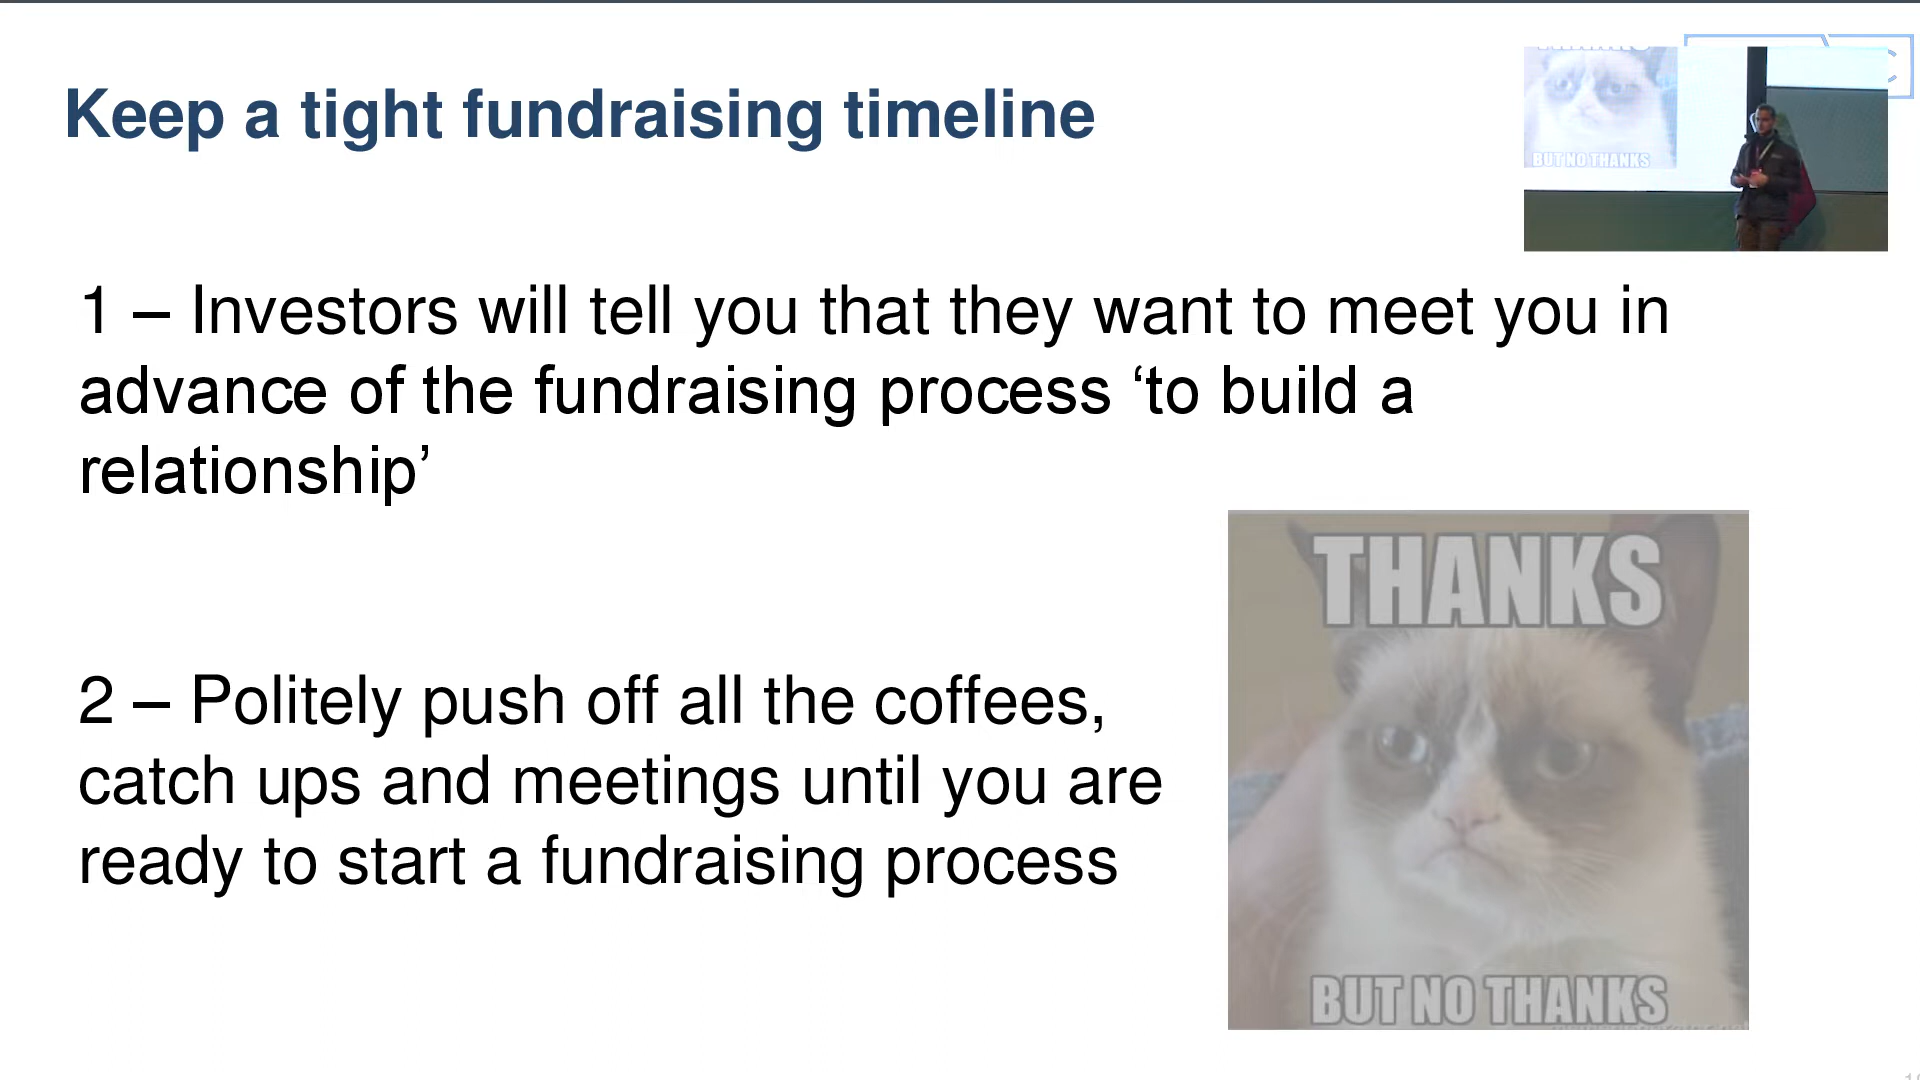 Keep a tight fundraising timeline
BUT NO THANKS
1 – Investors will tell you that they want to meet you in
advance of the fundraising process ‘to build a
relationship’
THANKS
2 – Politely push off all the coffees,
catch ups and meetings until you are
ready to start a fundraising process
BUT NO THANKS